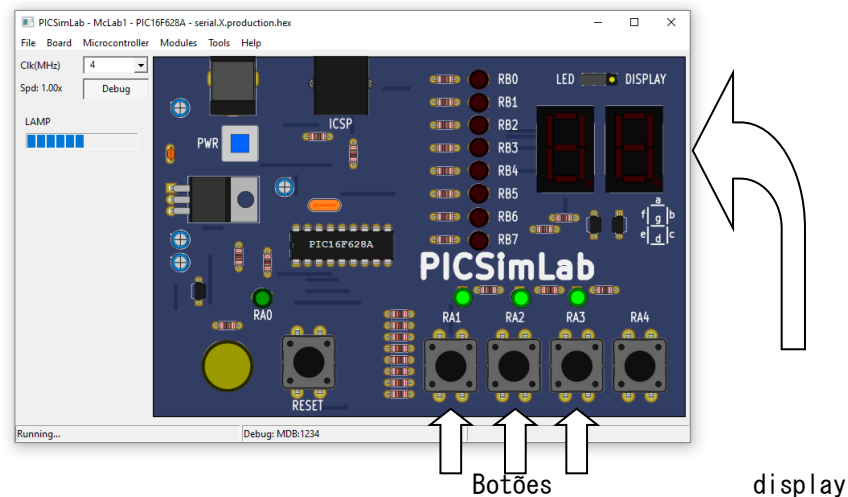 PICSimLab - McLab1 - PIC16F628A - serial.X.production.hex
File Board Microcontroller Modules Tools Help
Clk(MHz) 4
Spd: 1.00x Debug
LAMP
PWR
ICSP
RB0
RB1
RB2
RB3
RB4
RB5
RB6
RB7
LED DISPLAY
a
f g b
e d c
PIC16F628A
PICSimLab
RA0
RA1 RA2 RA3 RA4
RESET
Running... Debug: MDB:1234
Botões display